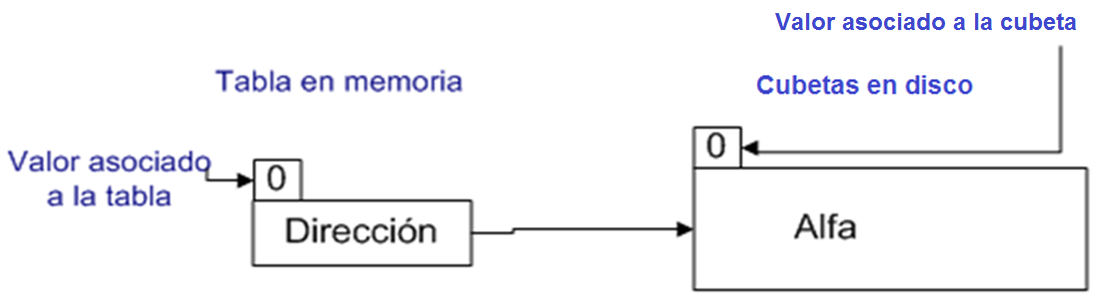 Valor asociado a la cubeta
Tabla en memoria
Cubetas en disco
Valor asociado
a la tabla
0
0
Dirección
Alfa